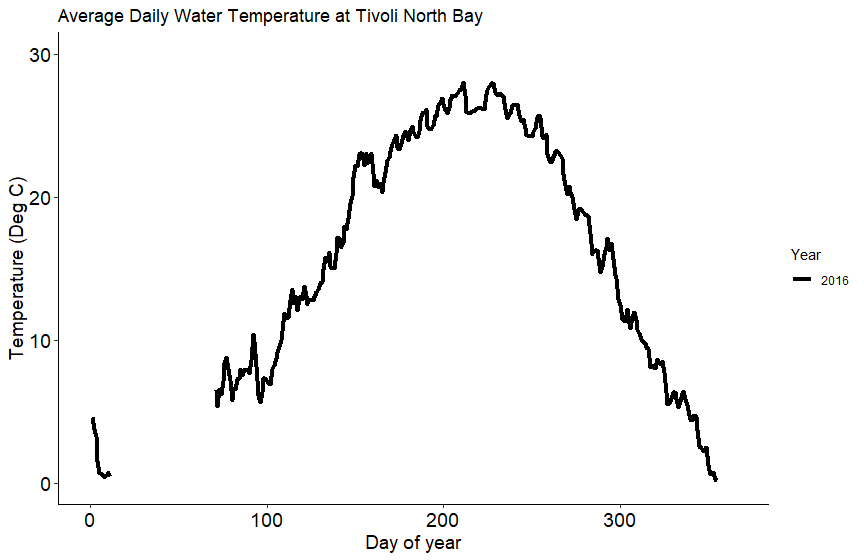 Average Daily Water Temperature at Tivoli North Bay
30
20
10
0
Temperature (Deg C)
0 100 200 300
Day of year
Year
2016